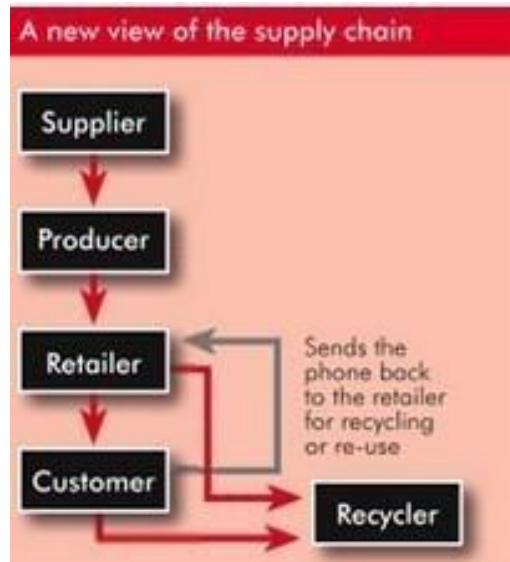 A new view of the supply chain
Supplier
Producer
Retailer
Sends the
phone back
to the retailer
for recycling
or re-use
Customer
Recycler